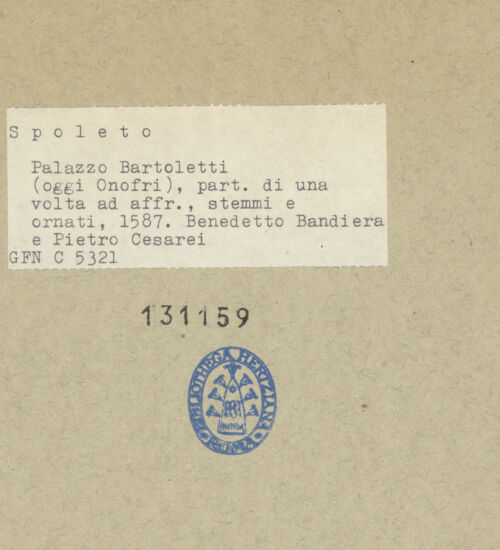 Spoleto
Palazzo Bartoletti
(oggi Onofri), part. di una
volta ad affr., stemmi e
ornati, 1587. Benedetto Bandiera
e Pietro Cesarei
GFN C 5321
131159
BIBLIOTHECA HERTZIANA
ROMA